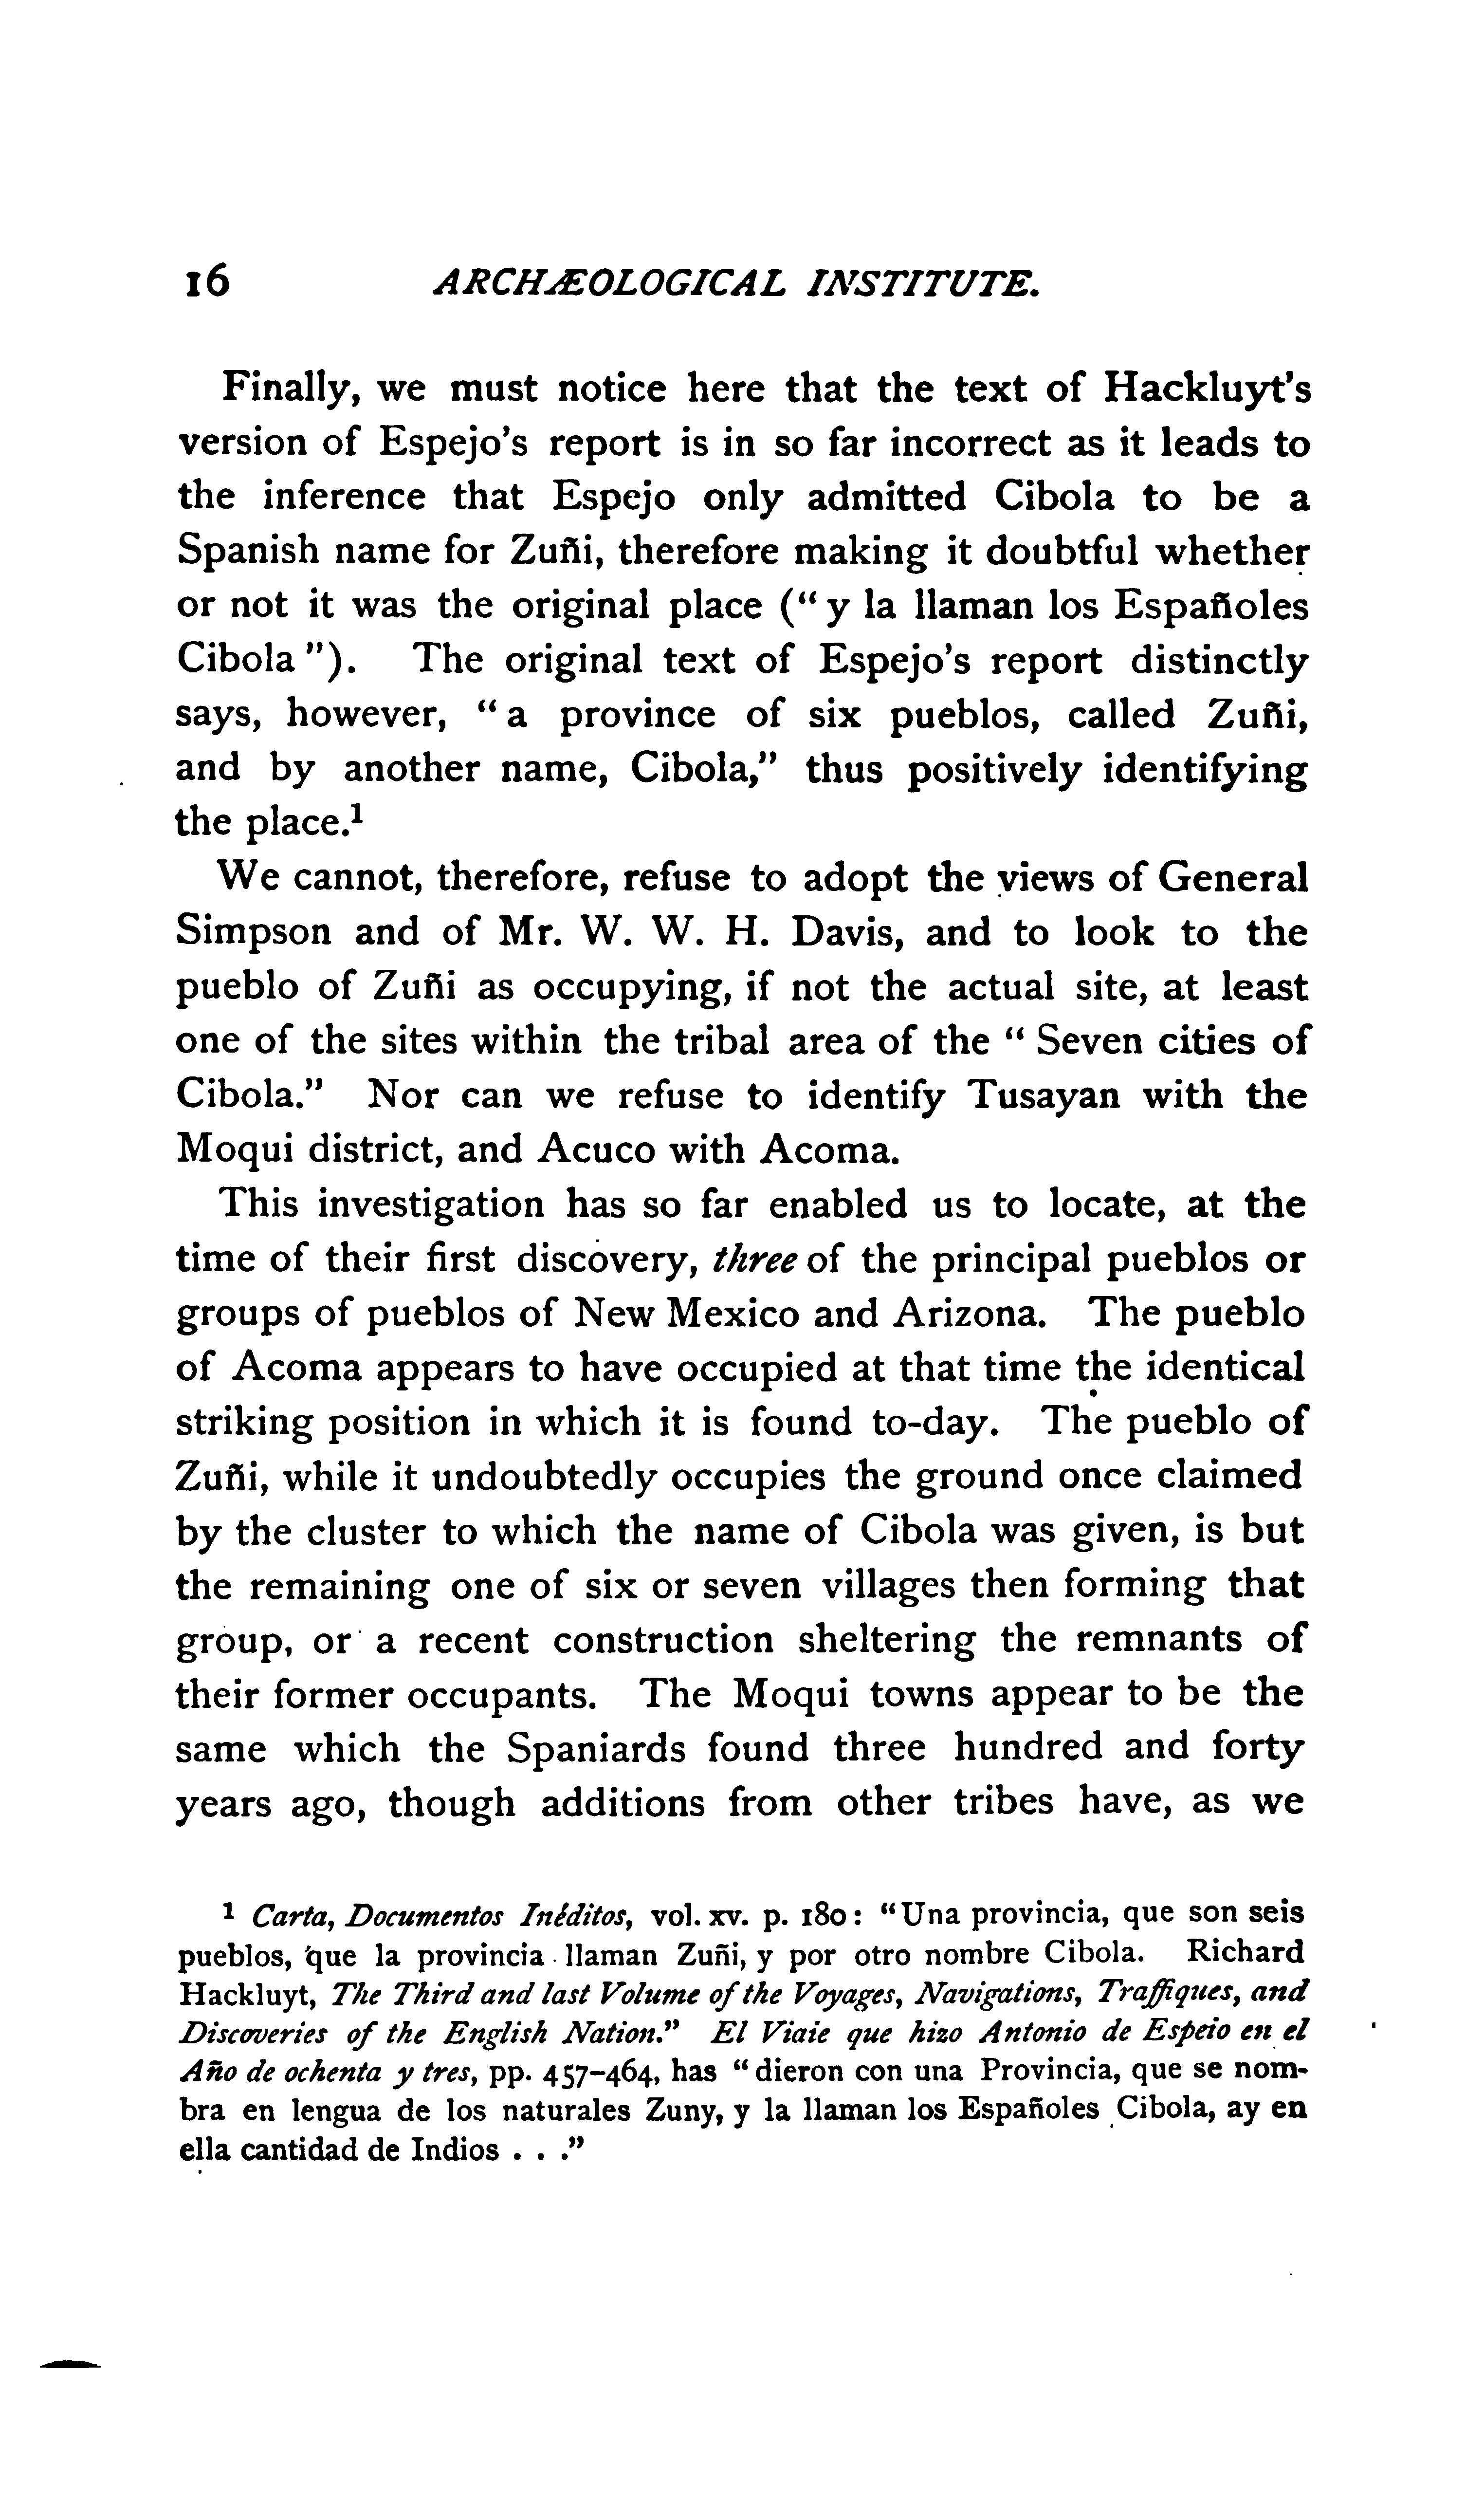 16 ARCHÆOLOGICAL INSTITUTE.
Finally, we must notice here that the text of Hackluyt's
version of Espejo's report is in so far incorrect as it leads to
the inference that Espejo only admitted Cibola to be a
Spanish name for Zuñi, therefore making it doubtful whether
or not it was the original place (“ y la llaman los Españoles
Cibola ”). The original text of Espejo's report distinctly
says, however, “ a province of six pueblos, called Zuñi,
and by another name, Cibola,” thus positively identifying
the place.¹
We cannot, therefore, refuse to adopt the views of General
Simpson and of Mr. W. W. H. Davis, and to look to the
pueblo of Zuñi as occupying, if not the actual site, at least
one of the sites within the tribal area of the “ Seven cities of
Cibola.” Nor can we refuse to identify Tusayan with the
Moqui district, and Acuco with Acoma.
This investigation has so far enabled us to locate, at the
time of their first discovery, three of the principal pueblos or
groups of pueblos of New Mexico and Arizona. The pueblo
of Acoma appears to have occupied at that time the identical
striking position in which it is found to-day. The pueblo of
Zuñi, while it undoubtedly occupies the ground once claimed
by the cluster to which the name of Cibola was given, is but
the remaining one of six or seven villages then forming that
group, or a recent construction sheltering the remnants of
their former occupants. The Moqui towns appear to be the
same which the Spaniards found three hundred and forty
years ago, though additions from other tribes have, as we
¹ Carta, Documentos Inéditos, vol. xv. p. 180: “Una provincia, que son seis
pueblos, que la provincia llaman Zuñi, y por otro nombre Cibola. Richard
Hackluyt, The Third and last Volume of the Voyages, Navigations, Traffiques, and
Discoveries of the English Nation.” El Viaie que hizo Antonio de Espeio en el
Año de ochenta y tres, pp. 457–464, has “ dieron con una Provincia, que se nom-
bra en lengua de los naturales Zuny, y la llaman los Españoles Cibola, ay en
ella cantidad de Indios . . .”